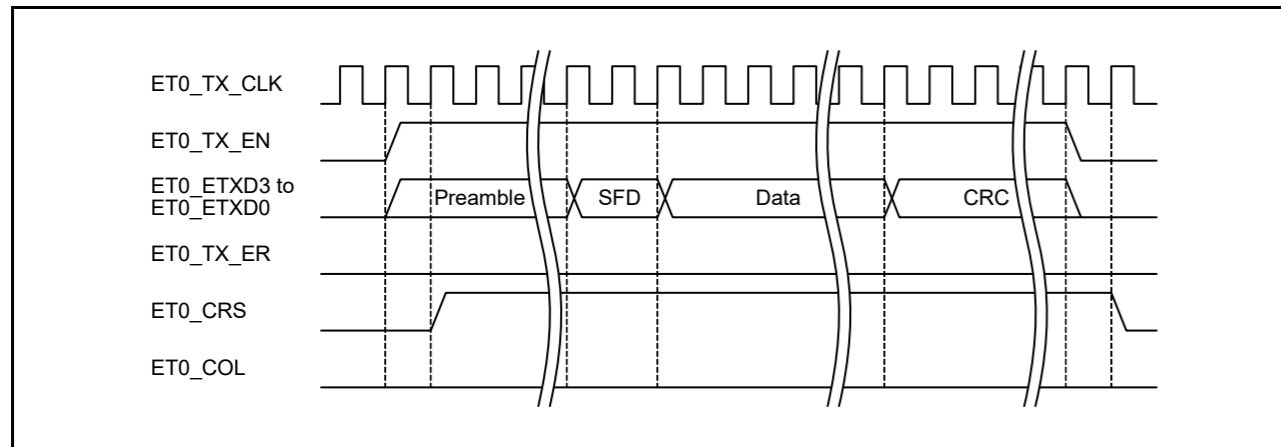 ET0_TX_CLK
ET0_TX_EN
ET0_ETXD3 to
ET0_ETXD0
Preamble
SFD
Data
CRC
ET0_TX_ER
ET0_CRS
ET0_COL